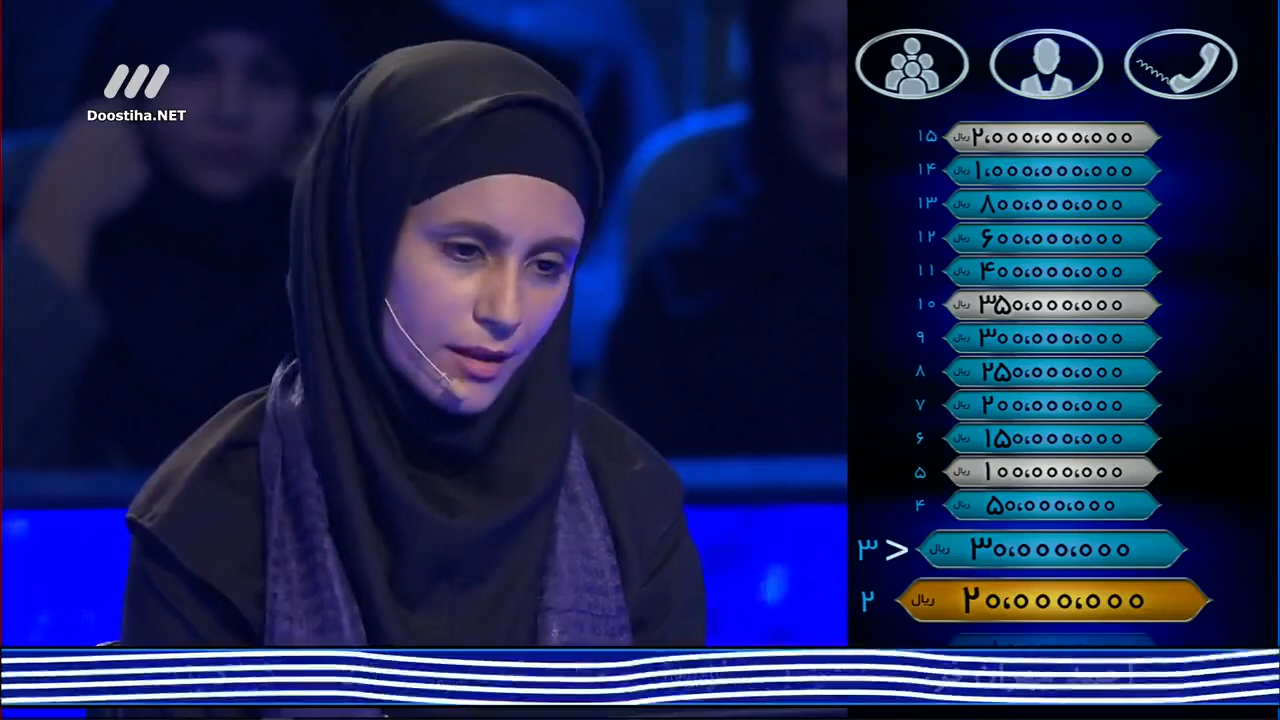 Doostiha.NET
۱۵ ریال ۲،۰۰۰،۰۰۰،۰۰۰
۱۴ ریال ۱،۰۰۰،۰۰۰،۰۰۰
۱۳ ریال ۸۰۰،۰۰۰،۰۰۰
۱۲ ریال ۶۰۰،۰۰۰،۰۰۰
۱۱ ریال ۴۰۰،۰۰۰،۰۰۰
۱۰ ریال ۳۵۰،۰۰۰،۰۰۰
۹ ریال ۳۰۰،۰۰۰،۰۰۰
۸ ریال ۲۵۰،۰۰۰،۰۰۰
۷ ریال ۲۰۰،۰۰۰،۰۰۰
۶ ریال ۱۵۰،۰۰۰،۰۰۰
۵ ریال ۱۰۰،۰۰۰،۰۰۰
۴ ریال ۵۰،۰۰۰،۰۰۰
۳ > ریال ۳۰،۰۰۰،۰۰۰
۲ ریال ۲۰،۰۰۰،۰۰۰